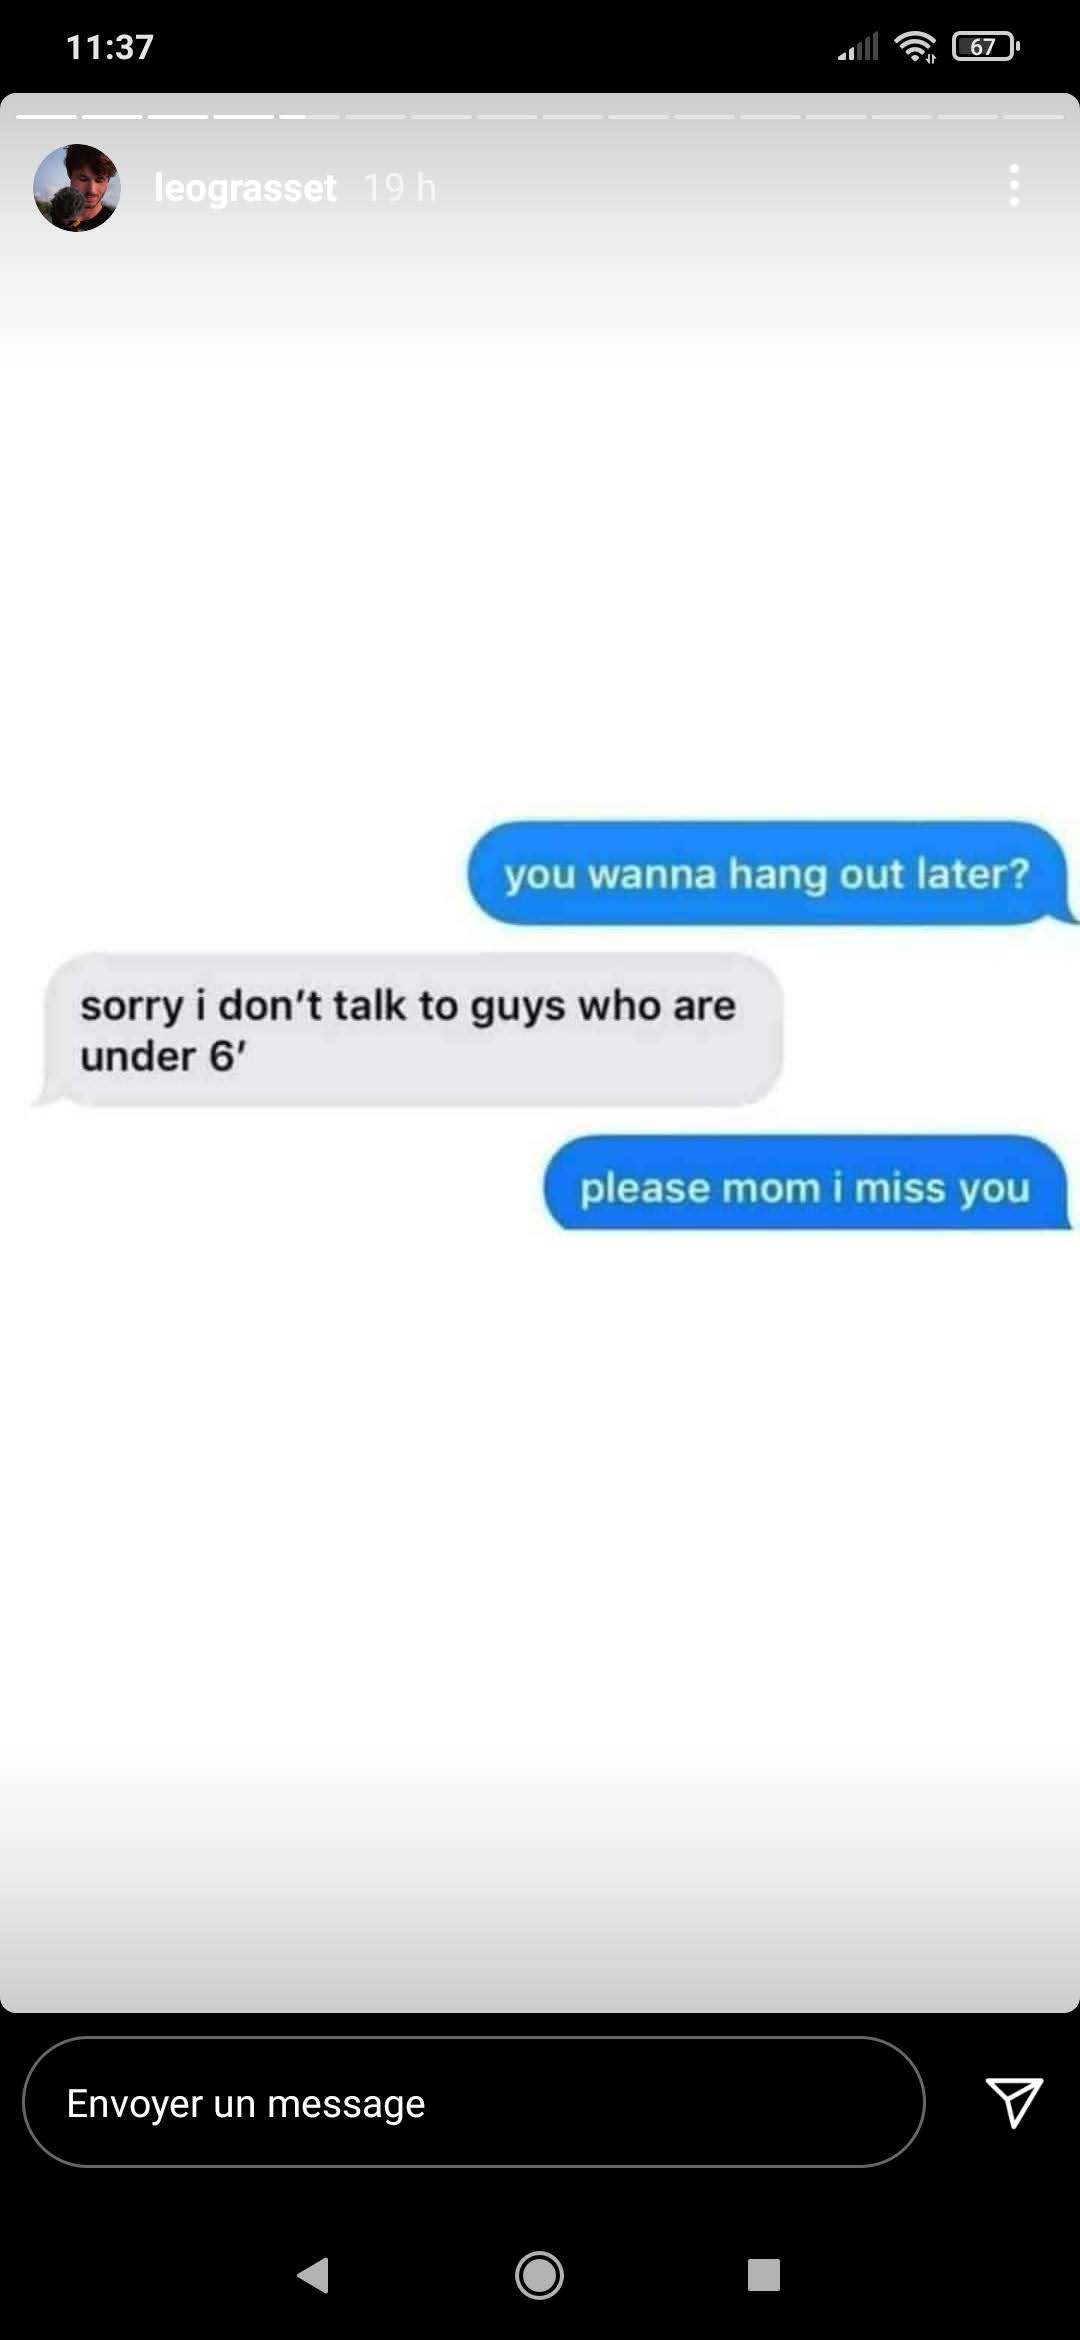 11:37
67
leograsset 19 h
you wanna hang out later?
sorry i don’t talk to guys who are
under 6’
please mom i miss you
Envoyer un message